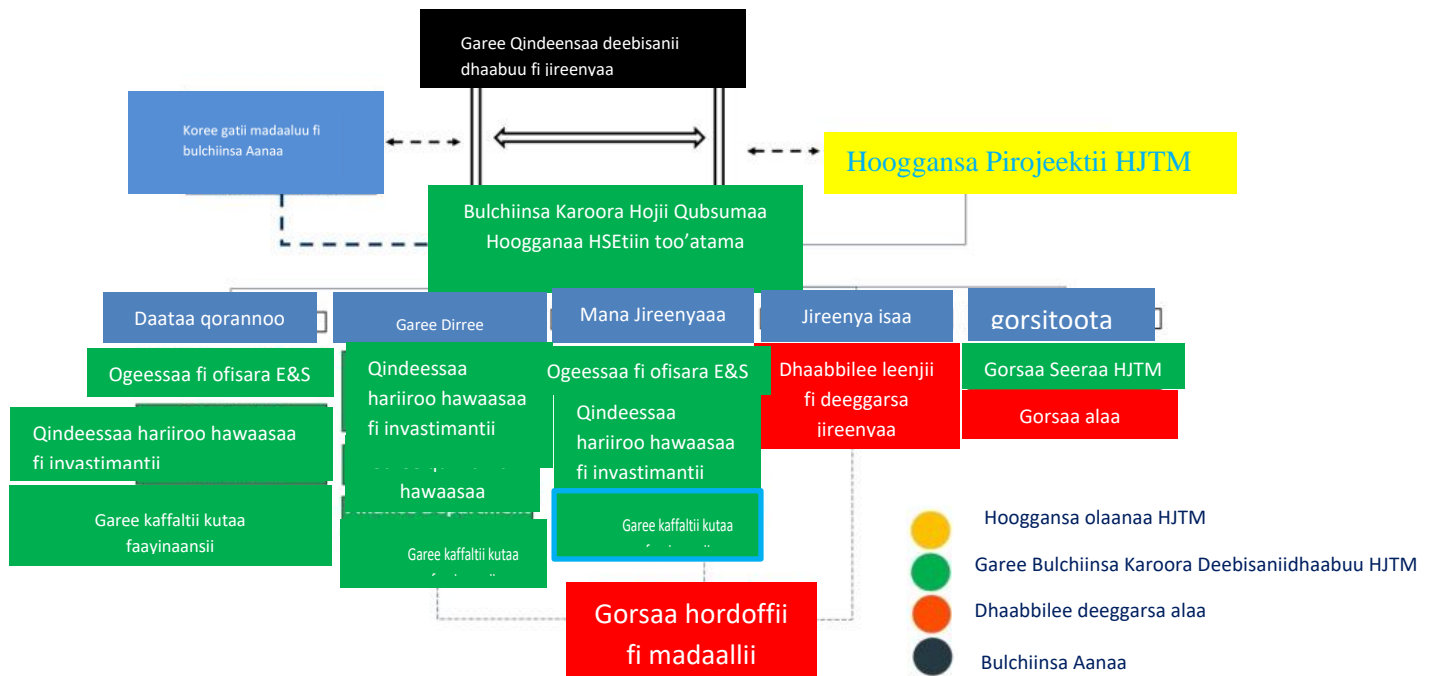 Garee Qindeensaa deebisanii
dhaabuu fi jireenyaa
Koree gatii madaaluu fi
bulchiinsa Aanaa
Hooggansa Pirojeektii HJTM
Bulchiinsa Karoora Hojii Qubsumaa
Hoogganaa HSEtiin too’atama
Daataa qorannoo
Garee Dirree
Mana Jireenyaaa
Jireenya isaa
gorsitoota
Ogeessaa fi ofisara E&S
Qindeessaa hariiroo hawaasaa
fi invastimantii
Garee kaffaltii kutaa
faayinaansii
Qindeessaa
hariiroo hawaasaa
fi invastimantii
hawaasaa
Garee kaffaltii kutaa
Ogeessaa fi ofisara E&S
Qindeessaa
hariiroo hawaasaa
fi invastimantii
Garee kaffaltii kutaa
Dhaabbilee leenjii
fi deeggarsa
jireenyaa
Gorsaa Seeraa HJTM
Gorsaa alaa
Gorsaa hordoffii
fi madaallii
Hooggansa olaanaa HJTM
Garee Bulchiinsa Karoora Deebisaniidhaabuu HJTM
Dhaabbilee deeggarsa alaa
Bulchiinsa Aanaa